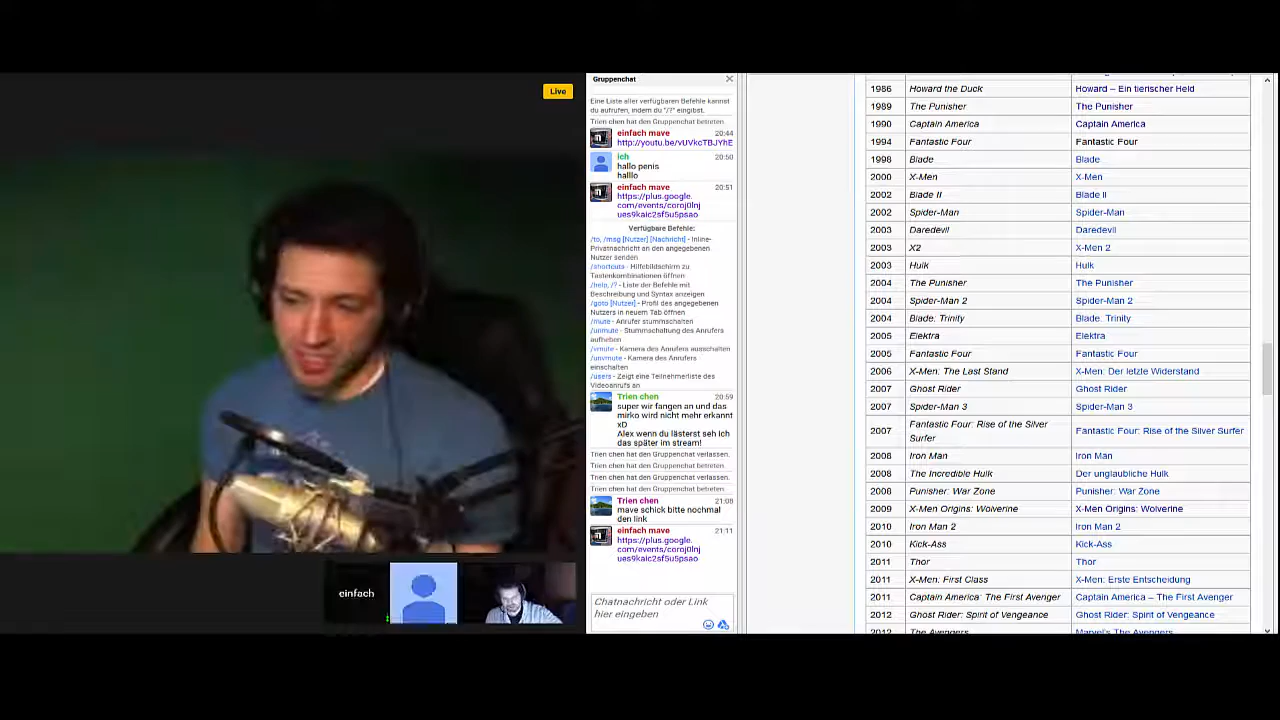 Live
einfach
Gruppenchat
Eine Liste aller verfügbaren Befehle kannst
du aufrufen, indem du "/?" eingibst.
Trien chen hat den Gruppenchat betreten.
einfach mave 20:44
http://youtu.be/vUVkcTBJYhE
ich 20:50
hallo penis
halllo
einfach mave 20:51
https://plus.google.
com/events/coroj0lnj
ues9kaic2sf5u5psao
Verfügbare Befehle:
/to, /msg [Nutzer] [Nachricht] - Inline-
Privatnachricht an den angegebenen
Nutzer senden
/shortcuts - Hilfebildschirm zu
Tastenkombinationen öffnen
/help, /? - Liste der Befehle mit
Beschreibung und Syntax anzeigen
/goto [Nutzer] - Profil des angegebenen
Nutzers in neuem Tab öffnen
/mute - Anrufer stummschalten
/unmute - Stummschaltung des Anrufers
aufheben
/vmute - Kamera des Anrufers ausschalten
/unvmute - Kamera des Anrufers
einschalten
/users - Zeigt eine Teilnehmerliste des
Videoanrufs an
Trien chen 20:59
super wir fangen an und das
mirko wird nicht mehr erkannt
xD
Alex wenn du lästerst seh ich
das später im stream!
Trien chen hat den Gruppenchat verlassen.
Trien chen hat den Gruppenchat betreten.
Trien chen hat den Gruppenchat verlassen.
Trien chen hat den Gruppenchat betreten.
Trien chen 21:08
mave schick bitte nochmal
den link
einfach mave 21:11
https://plus.google.
com/events/coroj0lnj
ues9kaic2sf5u5psao
Chatnachricht oder Link
hier eingeben
1986 Howard the Duck Howard – Ein tierischer Held
1989 The Punisher The Punisher
1990 Captain America Captain America
1994 Fantastic Four Fantastic Four
1998 Blade Blade
2000 X-Men X-Men
2002 Blade II Blade II
2002 Spider-Man Spider-Man
2003 Daredevil Daredevil
2003 X2 X-Men 2
2003 Hulk Hulk
2004 The Punisher The Punisher
2004 Spider-Man 2 Spider-Man 2
2004 Blade: Trinity Blade: Trinity
2005 Elektra Elektra
2005 Fantastic Four Fantastic Four
2006 X-Men: The Last Stand X-Men: Der letzte Widerstand
2007 Ghost Rider Ghost Rider
2007 Spider-Man 3 Spider-Man 3
2007 Fantastic Four: Rise of the Silver Surfer Fantastic Four: Rise of the Silver Surfer
2008 Iron Man Iron Man
2008 The Incredible Hulk Der unglaubliche Hulk
2008 Punisher: War Zone Punisher: War Zone
2009 X-Men Origins: Wolverine X-Men Origins: Wolverine
2010 Iron Man 2 Iron Man 2
2010 Kick-Ass Kick-Ass
2011 Thor Thor
2011 X-Men: First Class X-Men: Erste Entscheidung
2011 Captain America: The First Avenger Captain America – The First Avenger
2012 Ghost Rider: Spirit of Vengeance Ghost Rider: Spirit of Vengeance
2012 The Avengers Marvel's The Avengers